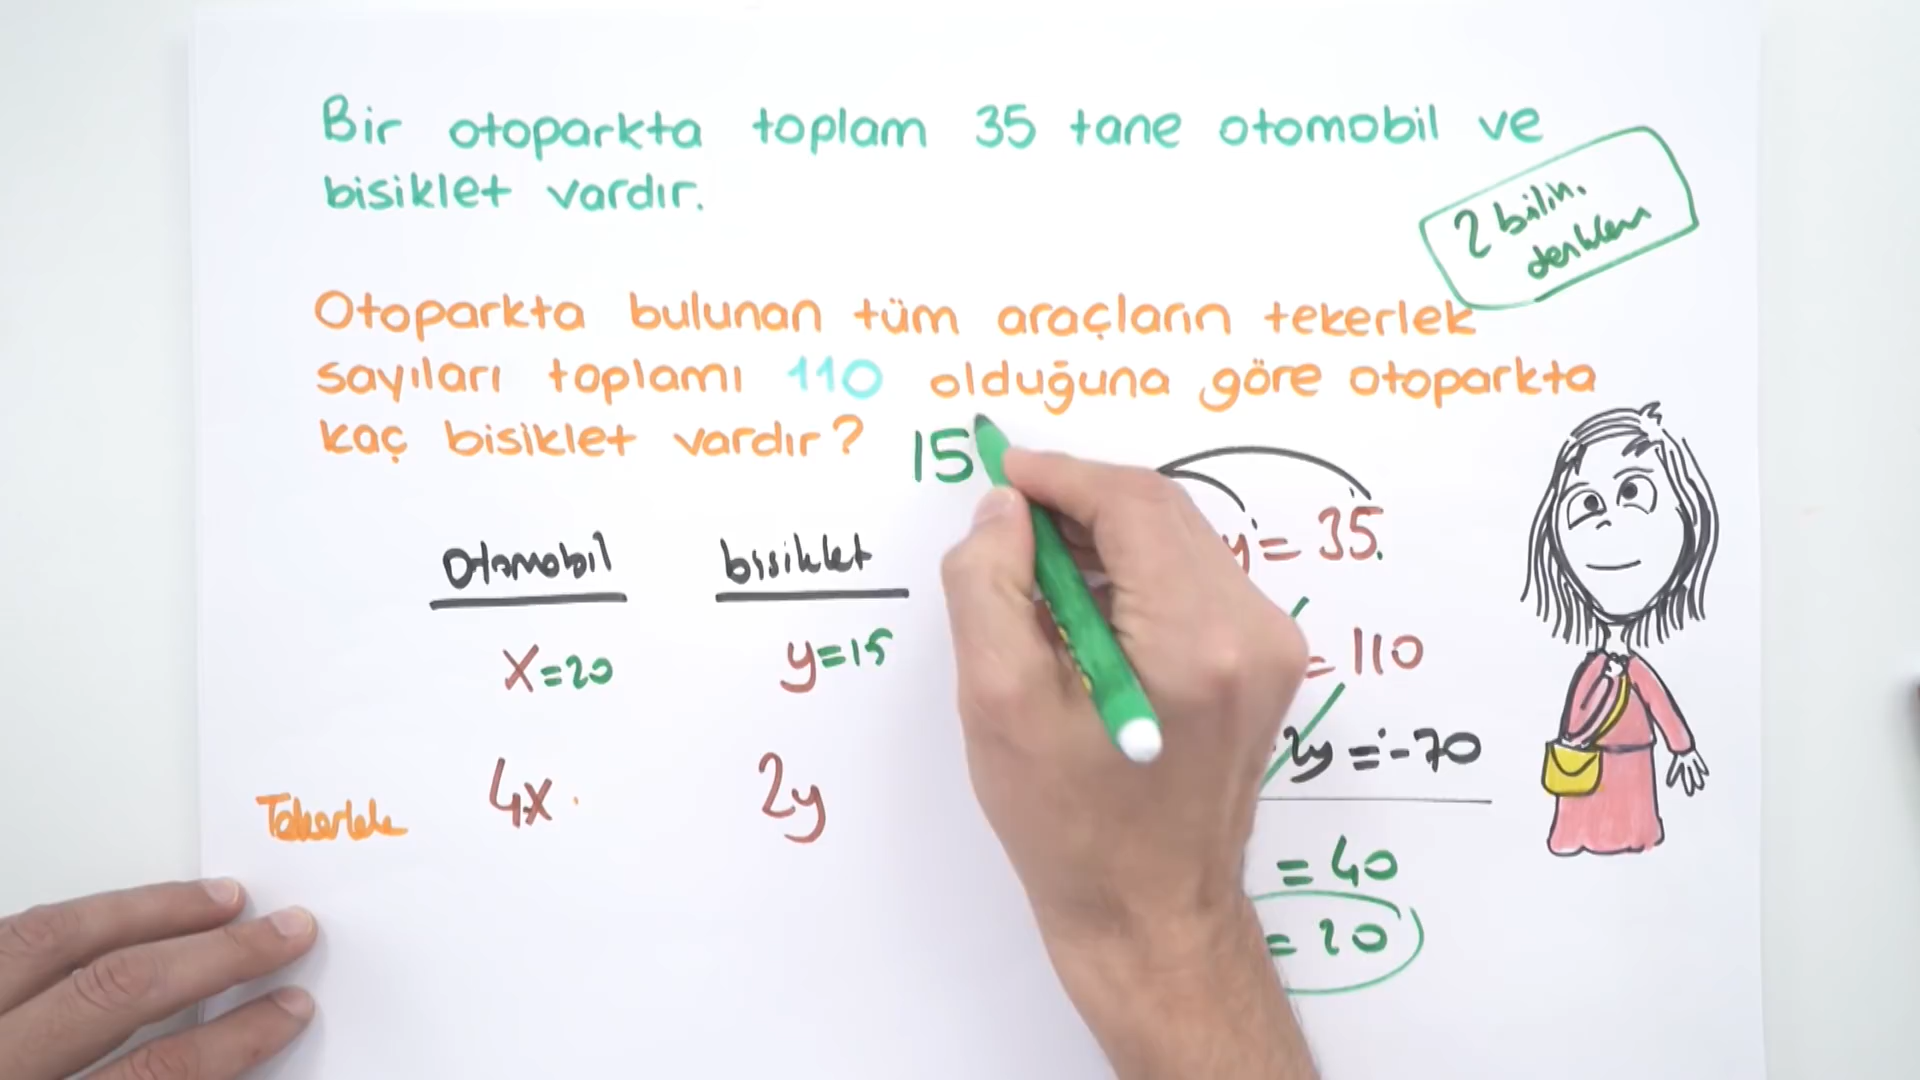 Bir otoparkta toplam 35 tane otomobil ve
bisiklet vardır.
2 bilin.
denklem
Otoparkta bulunan tüm araçların tekerlek
sayıları toplamı 110 olduğuna göre otoparkta
kaç bisiklet vardır? 15
Otomobil bisiklet
y = 35.
x=20 y=15
= 110
2y = -70
Tekerlek 4x 2y
= 40
= 20